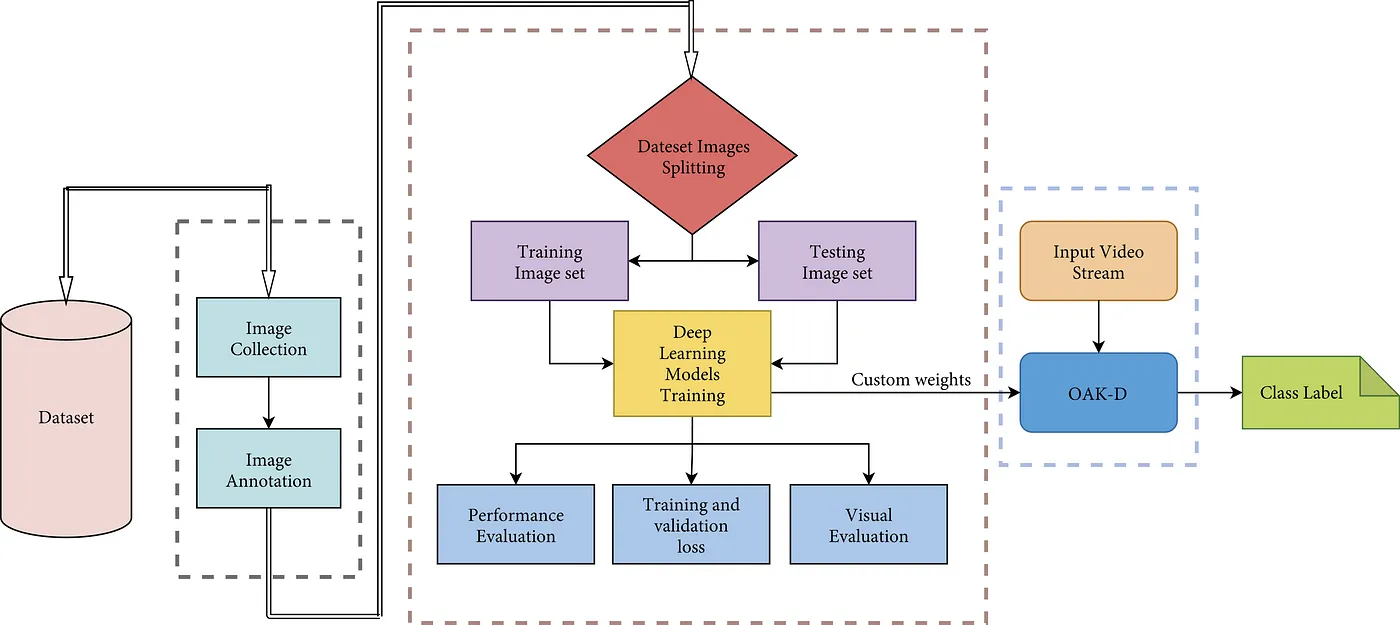 Dataset
Image
Collection
Image
Annotation
Dateset Images
Splitting
Training
Image set
Testing
Image set
Deep
Learning
Models
Training
Custom weights
Performance
Evaluation
Training and
validation
loss
Visual
Evaluation
Input Video
Stream
OAK-D
Class Label